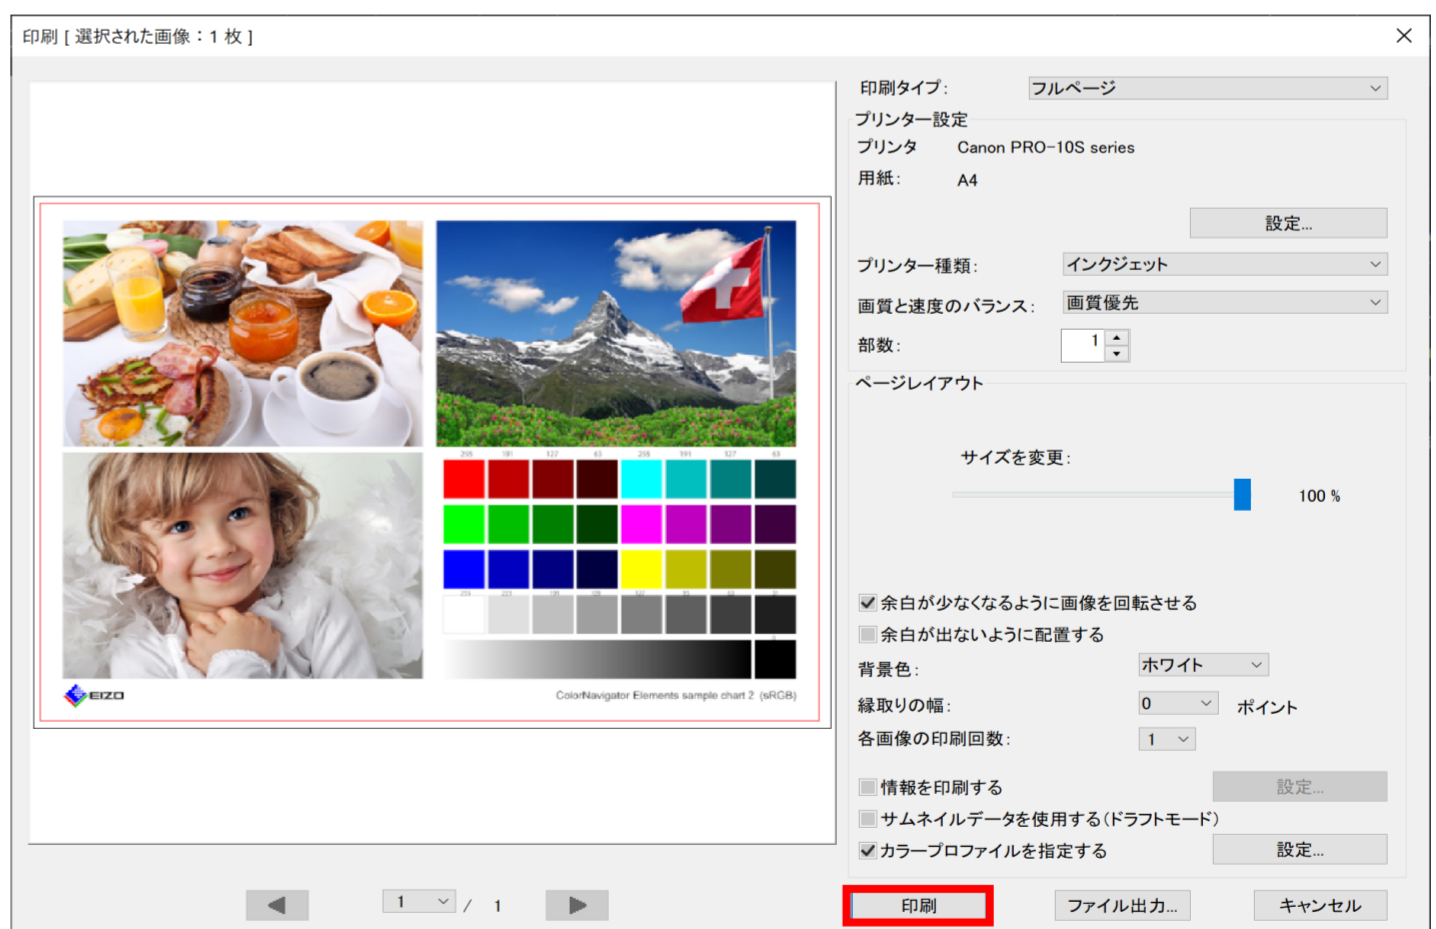 印刷 [ 選択された画像：1 枚 ]
印刷タイプ：
フルページ
プリンター設定
プリンタ
Canon PRO-10S series
用紙：
A4
設定...
プリンター種類：
インクジェット
画質と速度のバランス：
画質優先
部数：
1
ページレイアウト
サイズを変更：
100 %
余白が少なくなるように画像を回転させる
余白が出ないように配置する
背景色：
ホワイト
縁取りの幅：
0
ポイント
各画像の印刷回数：
1
情報を印刷する
設定...
サムネイルデータを使用する（ドラフトモード）
カラープロファイルを指定する
設定...
255 191 127 63 255 191 127 63
EIZO
ColorNavigator Elements sample chart 2 (sRGB)
1 / 1
印刷
ファイル出力...
キャンセル